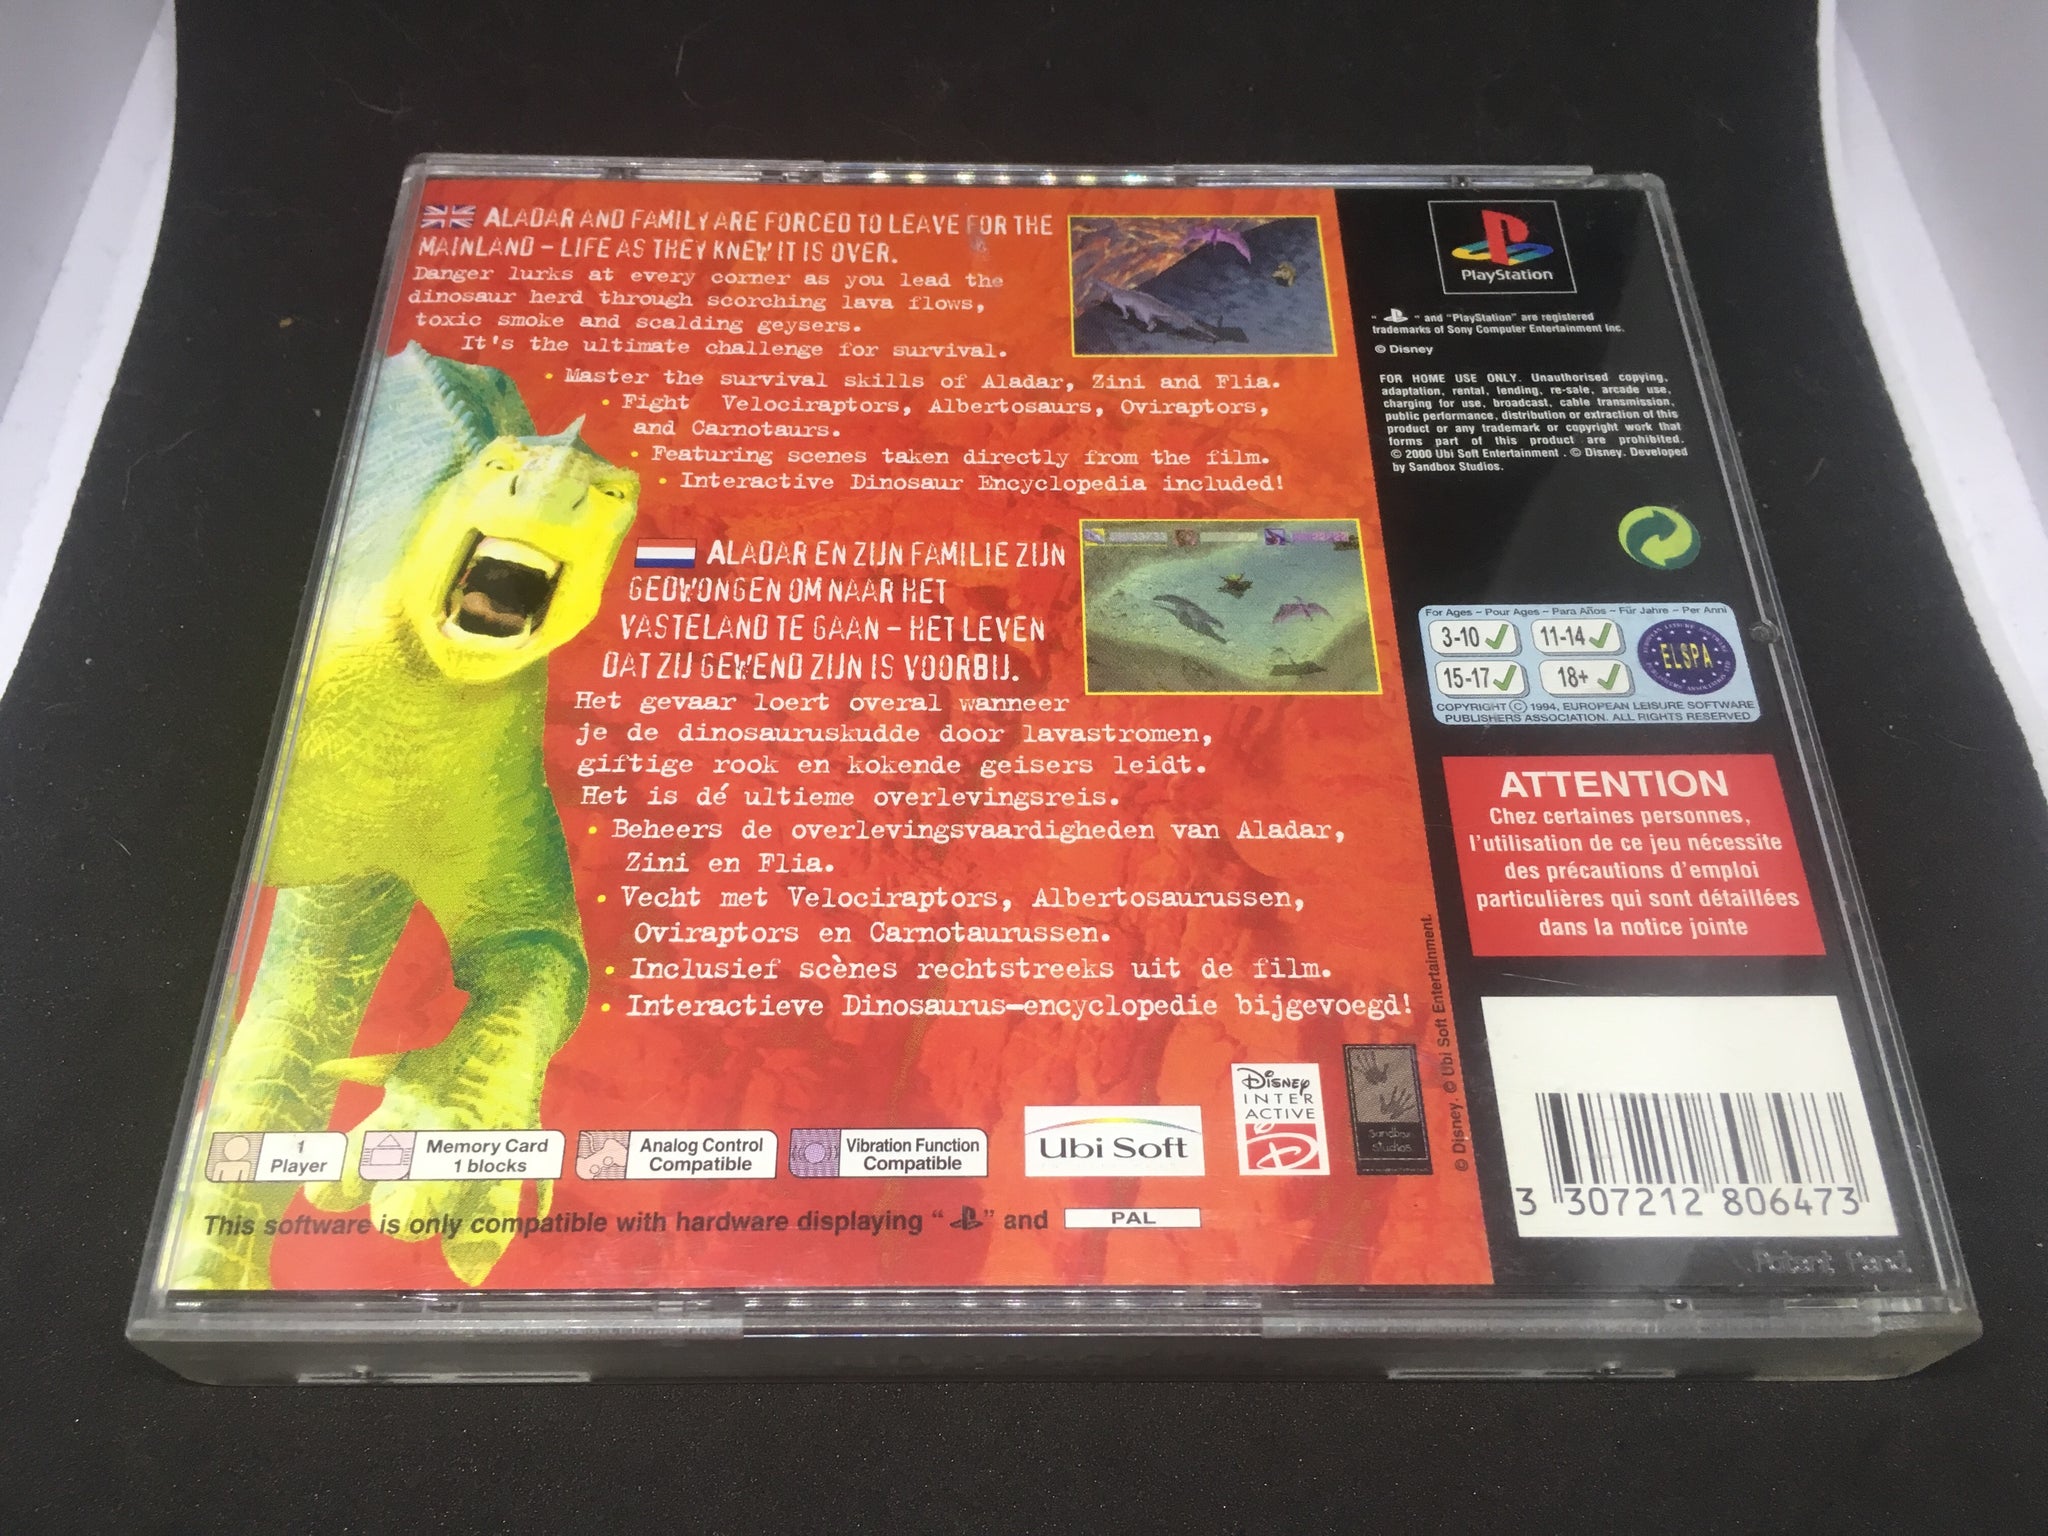 ALADAR AND FAMILY ARE FORCED TO LEAVE FOR THE
MAINLAND – LIFE AS THEY KNEW IT IS OVER.
Danger lurks at every corner as you lead the
dinosaur herd through scorching lava flows,
toxic smoke and scalding geysers.
It's the ultimate challenge for survival.
• Master the survival skills of Aladar, Zini and Flia.
• Fight Velociraptors, Albertosaurs, Oviraptors,
and Carnotaurs.
• Featuring scenes taken directly from the film.
• Interactive Dinosaur Encyclopedia included!
ALADAR EN ZIJN FAMILIE ZIJN
GEDWONGEN OM NAAR HET
VASTELAND TE GAAN – HET LEVEN
DAT ZIJ GEWEND ZIJN IS VOORBIJ.
Het gevaar loert overal wanneer
je de dinosauruskudde door lavastromen,
giftige rook en kokende geisers leidt.
Het is dé ultieme overlevingsreis.
• Beheers de overlevingsvaardigheden van Aladar,
Zini en Flia.
• Vecht met Velociraptors, Albertosaurussen,
Oviraptors en Carnotaurussen.
• Inclusief scènes rechtstreeks uit de film.
• Interactieve Dinosaurus-encyclopedie bijgevoegd!
1
Player
Memory Card
1 blocks
Analog Control
Compatible
Vibration Function
Compatible
Ubi Soft
DISNEY
INTER
ACTIVE
sandbox
studios
© Disney. © Ubi Soft Entertainment.
This software is only compatible with hardware displaying " " and PAL
PlayStation
" " and "PlayStation" are registered
trademarks of Sony Computer Entertainment Inc.
© Disney
FOR HOME USE ONLY. Unauthorised copying,
adaptation, rental, lending, re-sale, arcade use,
charging for use, broadcast, cable transmission,
public performance, distribution or extraction of this
product or any trademark or copyright work that
forms part of this product are prohibited.
© 2000 Ubi Soft Entertainment . © Disney. Developed
by Sandbox Studios.
For Ages ~ Pour Ages ~ Para Años ~ Für Jahre ~ Per Anni
3-10 ✓ 11-14 ✓
15-17 ✓ 18+ ✓
ELSPA
COPYRIGHT © 1994, EUROPEAN LEISURE SOFTWARE
PUBLISHERS ASSOCIATION. ALL RIGHTS RESERVED
ATTENTION
Chez certaines personnes,
l'utilisation de ce jeu nécessite
des précautions d'emploi
particulières qui sont détaillées
dans la notice jointe
3 307212 806473
Patent Pend